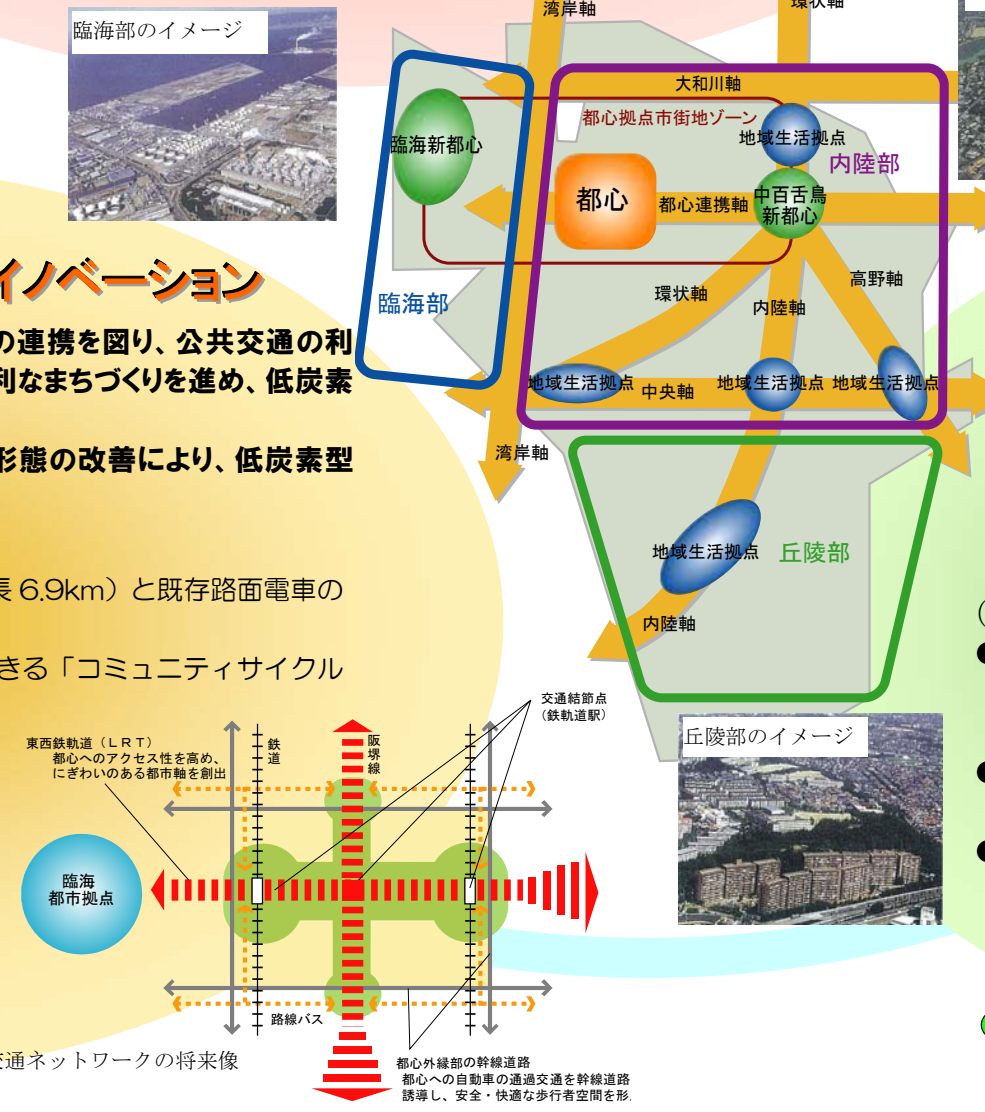 臨海部のイメージ
湾岸軸
環状軸
大和川軸
都心拠点市街地ゾーン
地域生活拠点
内陸部
臨海新都心
都心
都心連携軸
中百舌鳥
新都心
臨海部
環状軸
内陸軸
高野軸
地域生活拠点
中央軸
地域生活拠点
地域生活拠点
湾岸軸
地域生活拠点
丘陵部
内陸軸
丘陵部のイメージ
イノベーション
の連携を図り、公共交通の利
利なまちづくりを進め、低炭素
形態の改善により、低炭素型
長6.9km）と既存路面電車の
きる「コミュニティサイクル
（
●
●
●
東西鉄軌道（ＬＲＴ）
都心へのアクセス性を高め、
にぎわいのある都市軸を創出
鉄道
阪堺線
交通結節点
（鉄軌道駅）
臨海
都市拠点
路線バス
都心外縁部の幹線道路
都心への自動車の通過交通を幹線道路
誘導し、安全・快適な歩行者空間を形
交通ネットワークの将来像